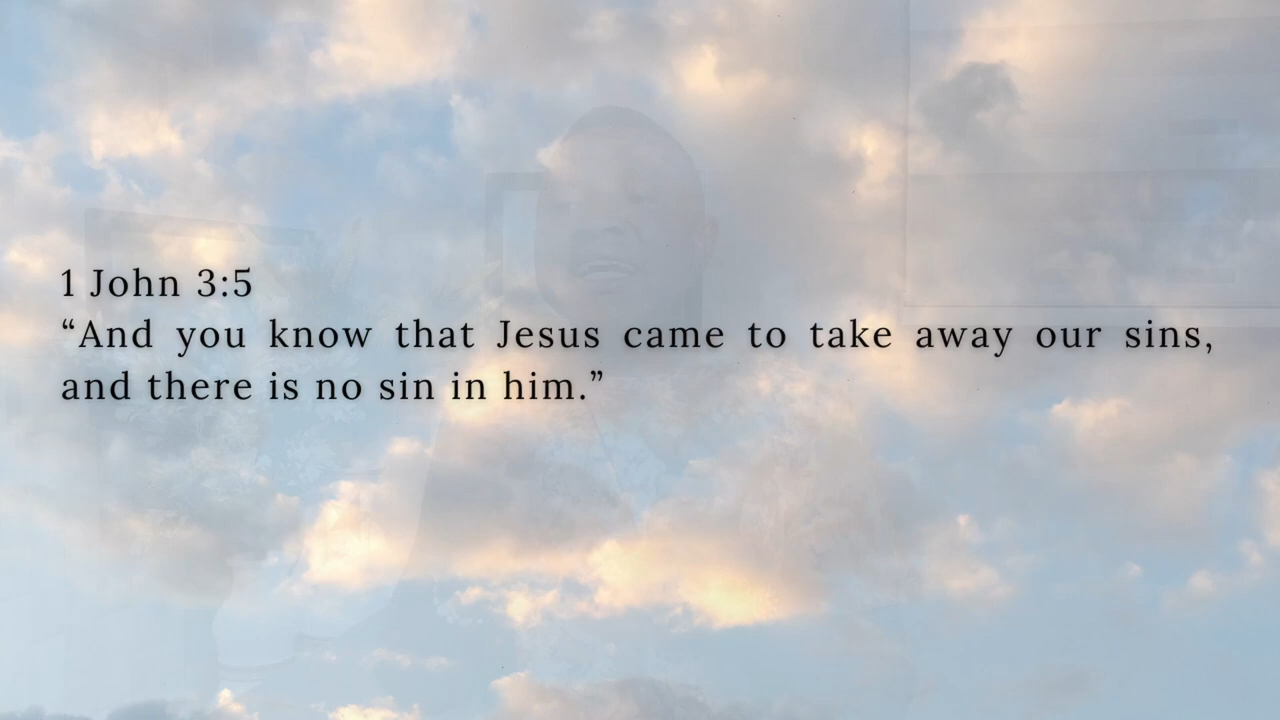 1 John 3:5
“And you know that Jesus came to take away our sins,
and there is no sin in him.”